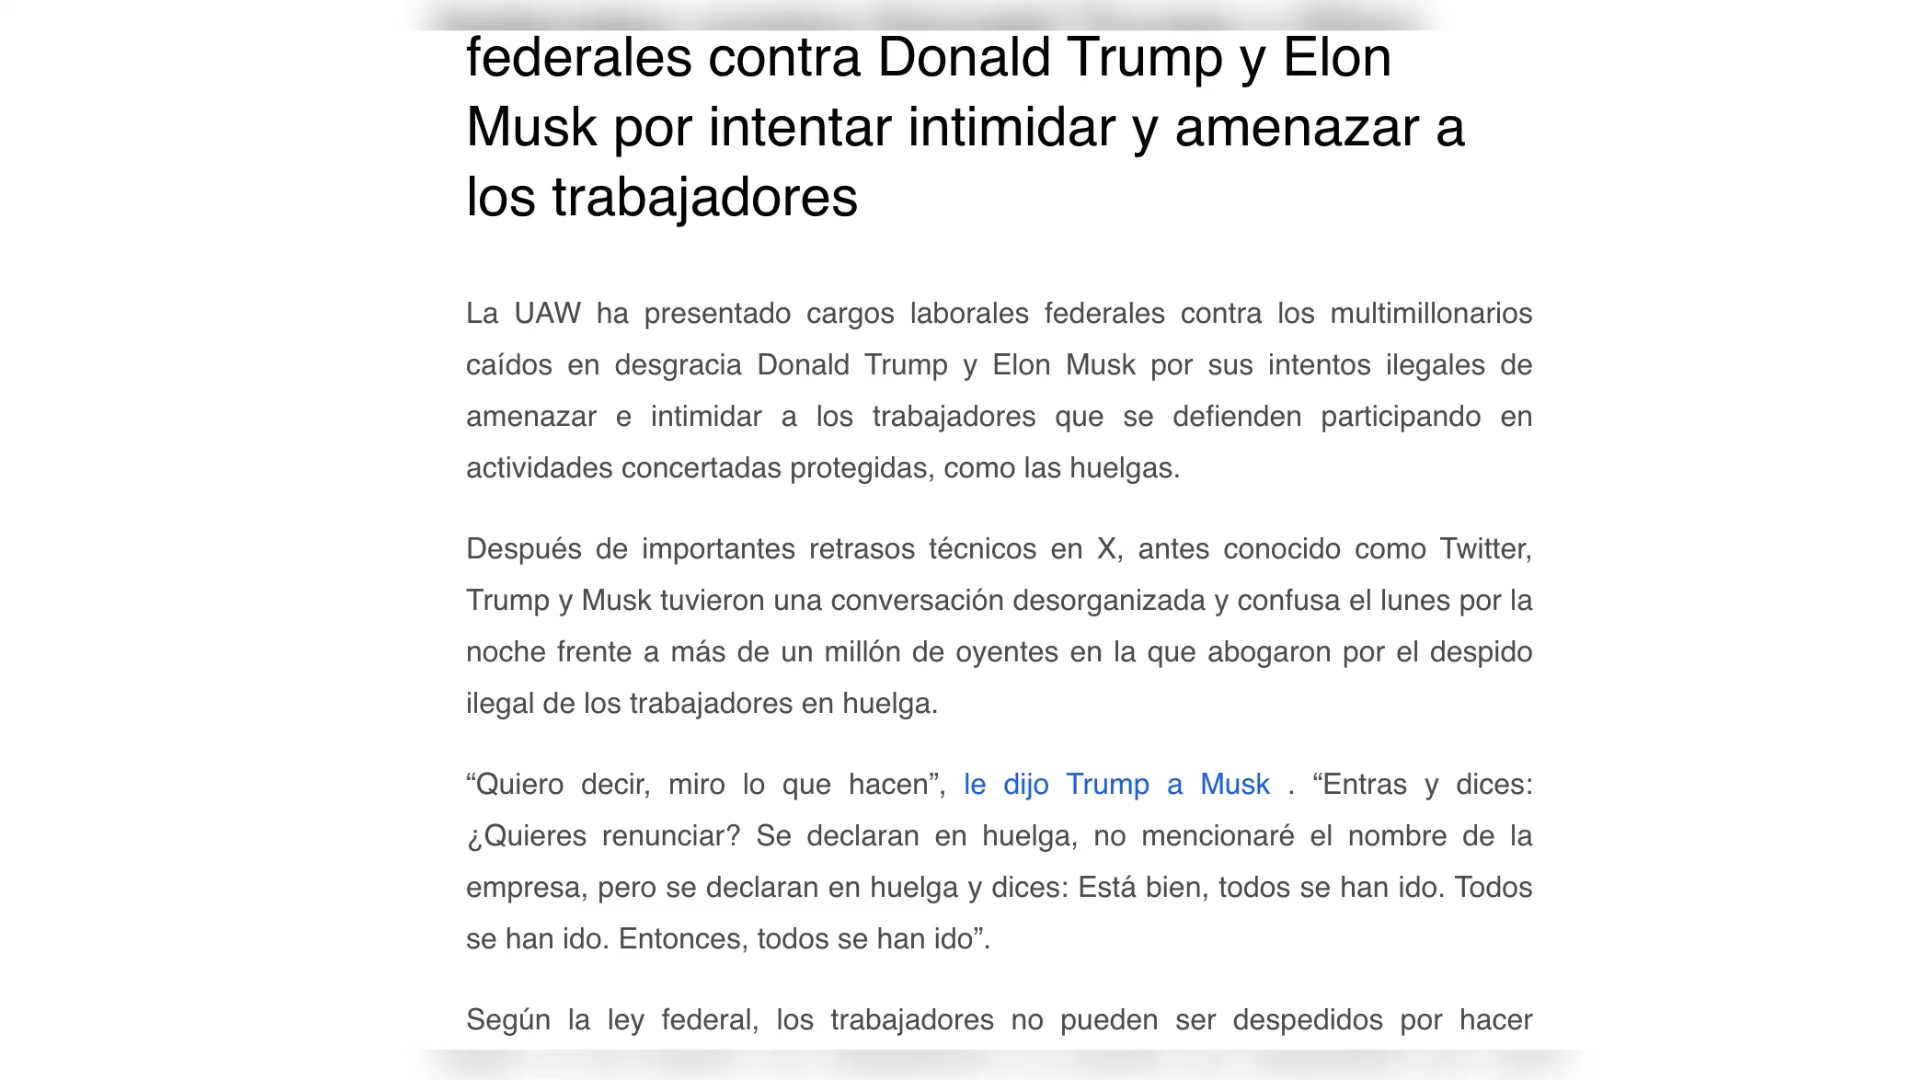 federales contra Donald Trump y Elon
Musk por intentar intimidar y amenazar a
los trabajadores
La UAW ha presentado cargos laborales federales contra los multimillonarios
caídos en desgracia Donald Trump y Elon Musk por sus intentos ilegales de
amenazar e intimidar a los trabajadores que se defienden participando en
actividades concertadas protegidas, como las huelgas.
Después de importantes retrasos técnicos en X, antes conocido como Twitter,
Trump y Musk tuvieron una conversación desorganizada y confusa el lunes por la
noche frente a más de un millón de oyentes en la que abogaron por el despido
ilegal de los trabajadores en huelga.
“Quiero decir, miro lo que hacen”, le dijo Trump a Musk . “Entras y dices:
¿Quieres renunciar? Se declaran en huelga, no mencionaré el nombre de la
empresa, pero se declaran en huelga y dices: Está bien, todos se han ido. Todos
se han ido. Entonces, todos se han ido”.
Según la ley federal, los trabajadores no pueden ser despedidos por hacer